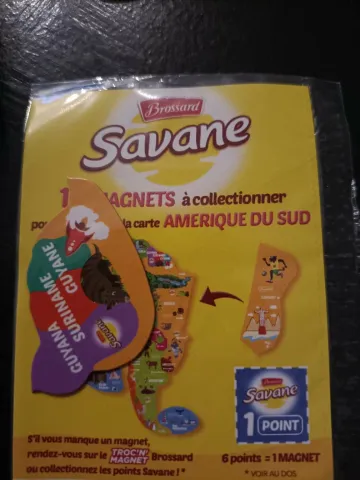 Brossard
Savane
MAGNETS à collectionner
la carte AMERIQUE DU SUD
GUYANA
SURINAME
GUYANE
Savane
Brossard
Savane
1 POINT
S'il vous manque un magnet,
rendez-vous sur le TROC'N' MAGNET Brossard
ou collectionnez les points Savane ! *
6 points = 1 MAGNET
* VOIR AU DOS